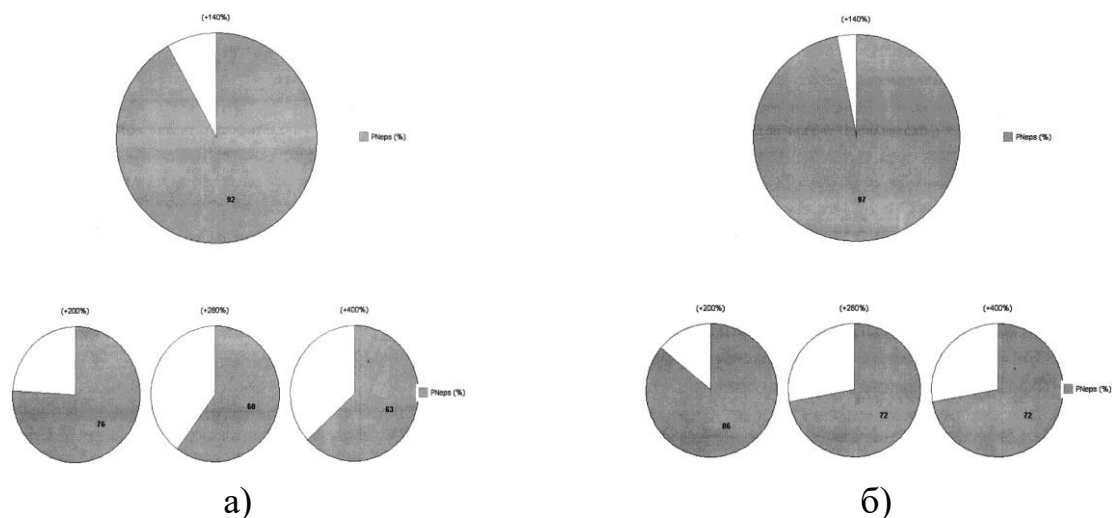 (+140%)
PNeps (%)
92
(+200%)
(+280%)
(+400%)
76
60
63
PNeps (%)
а)
(+140%)
PNeps (%)
97
(+200%)
(+280%)
(+400%)
86
72
72
PNeps (%)
б)